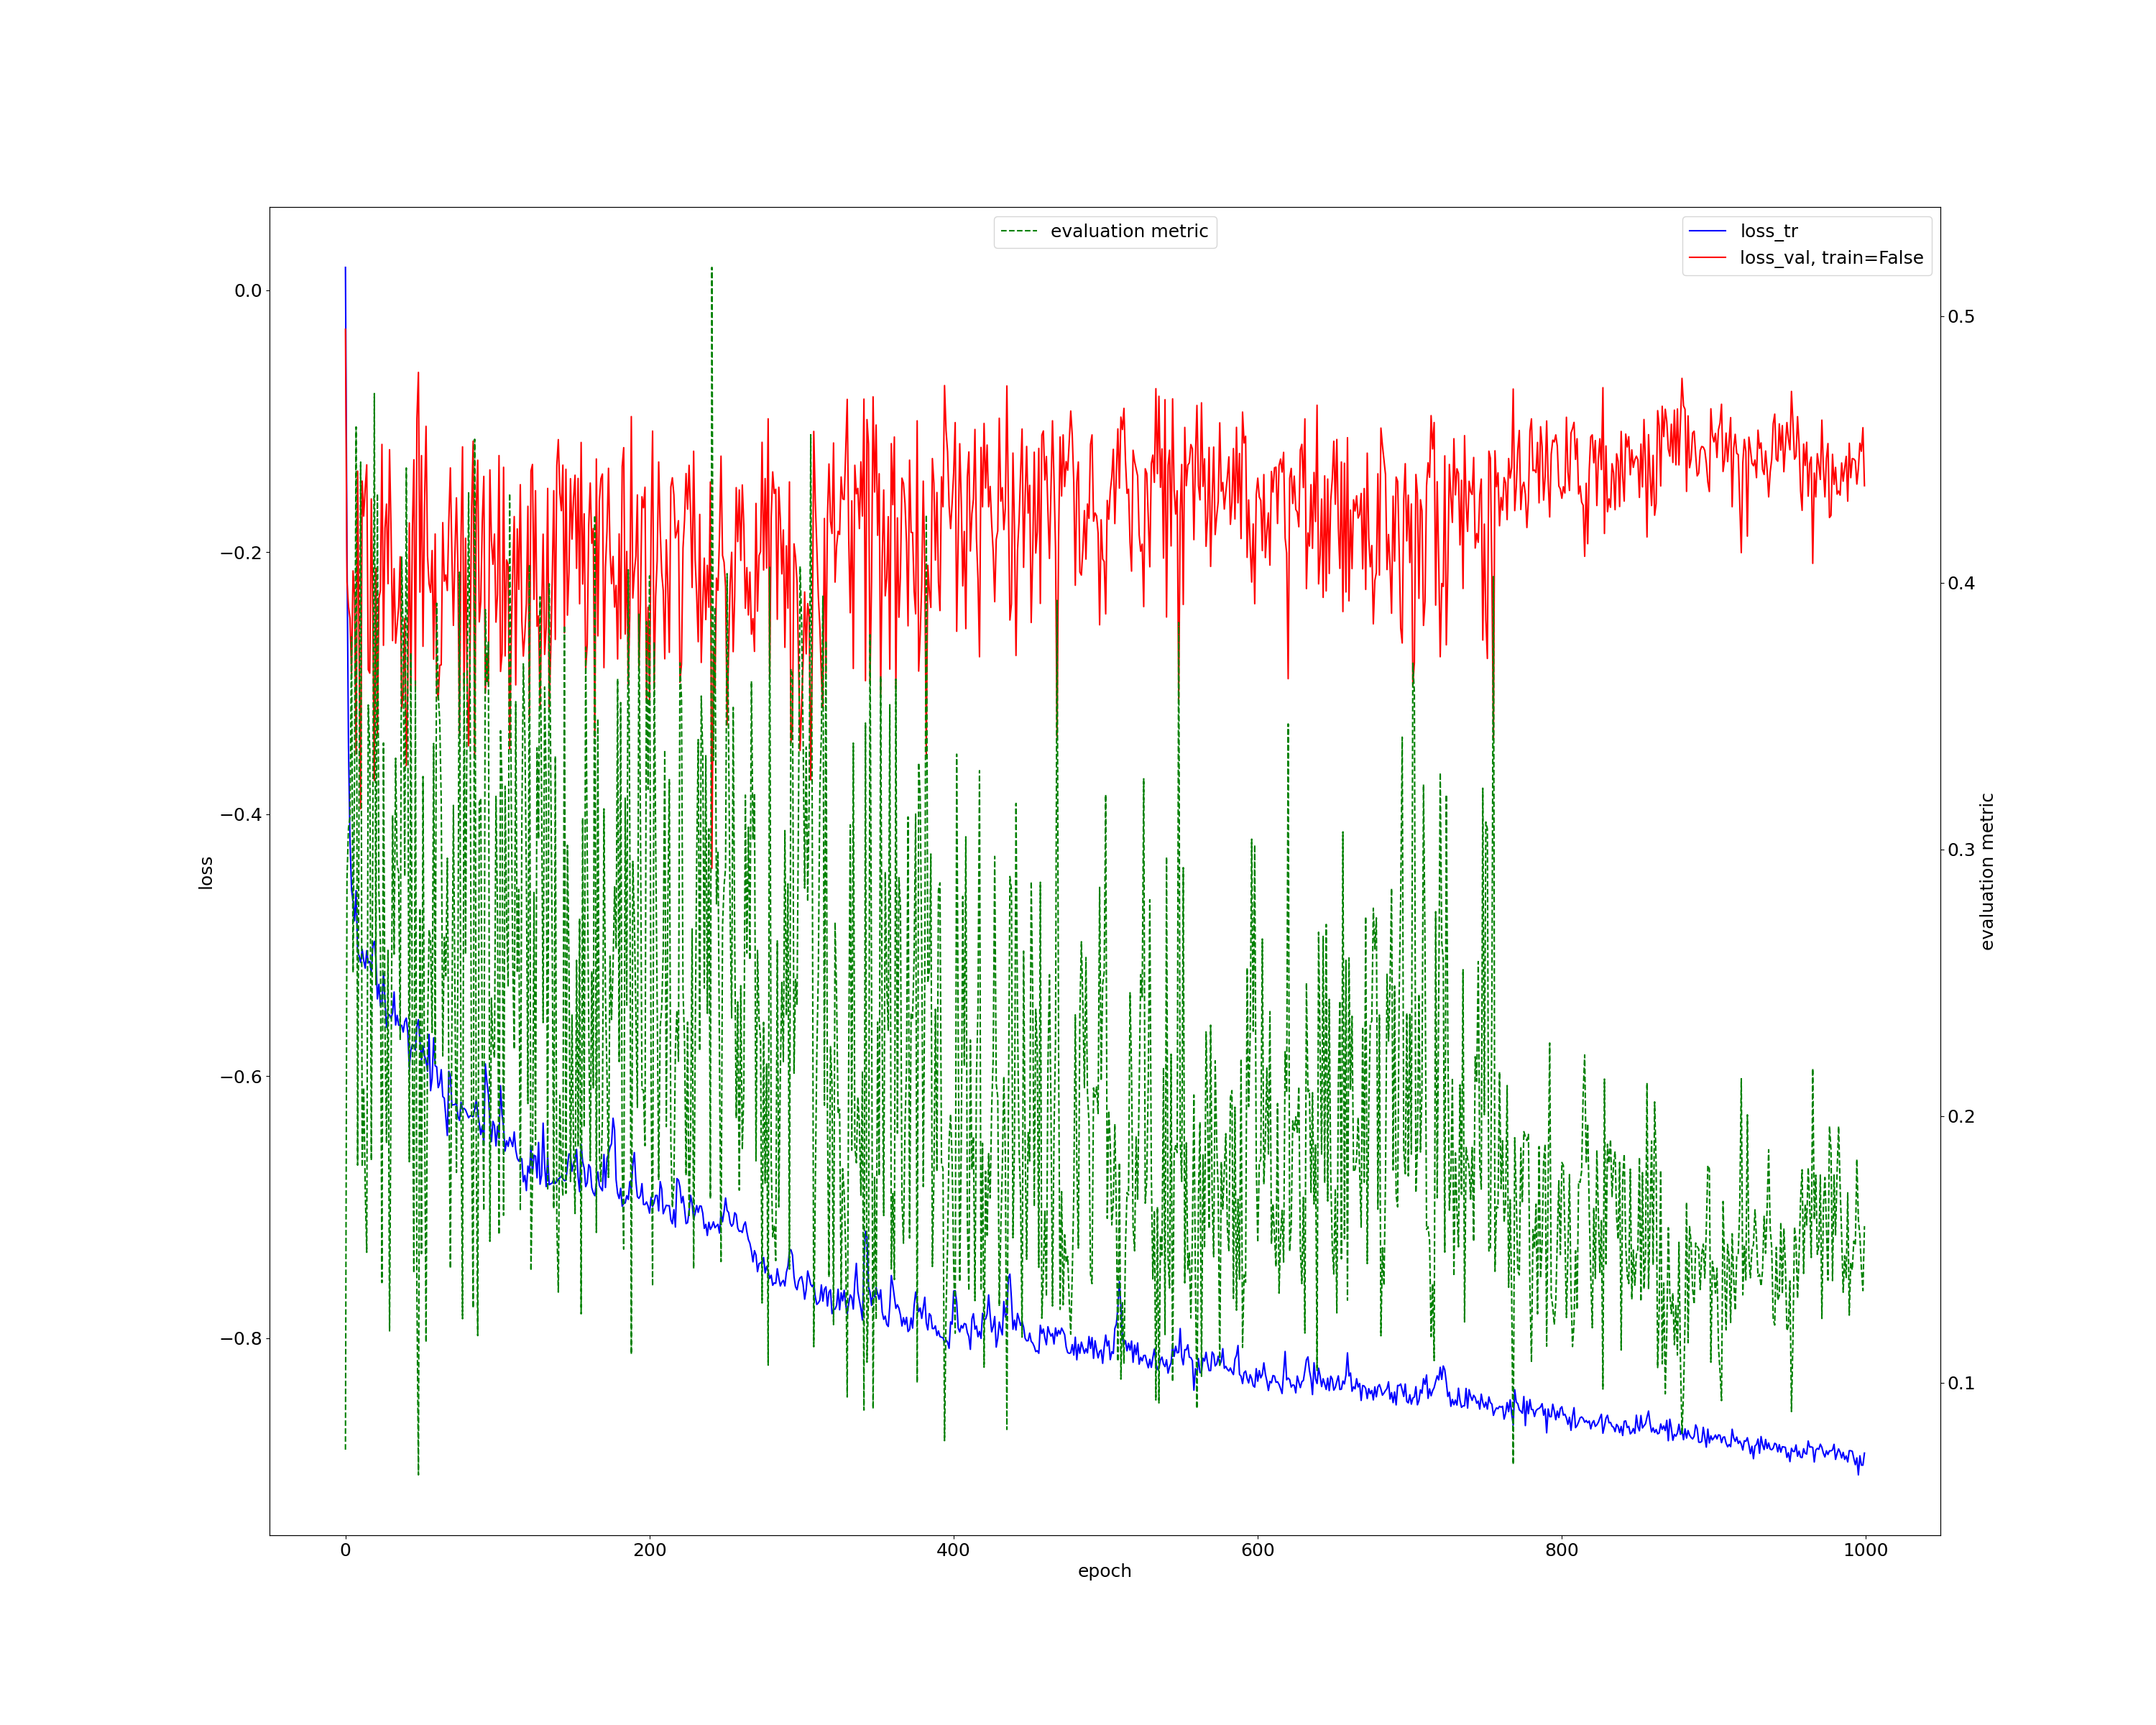 evaluation metric
loss_tr
loss_val, train=False
0.0
−0.2
−0.4
−0.6
−0.8
loss
0.5
0.4
0.3
0.2
0.1
evaluation metric
0 200 400 600 800 1000
epoch